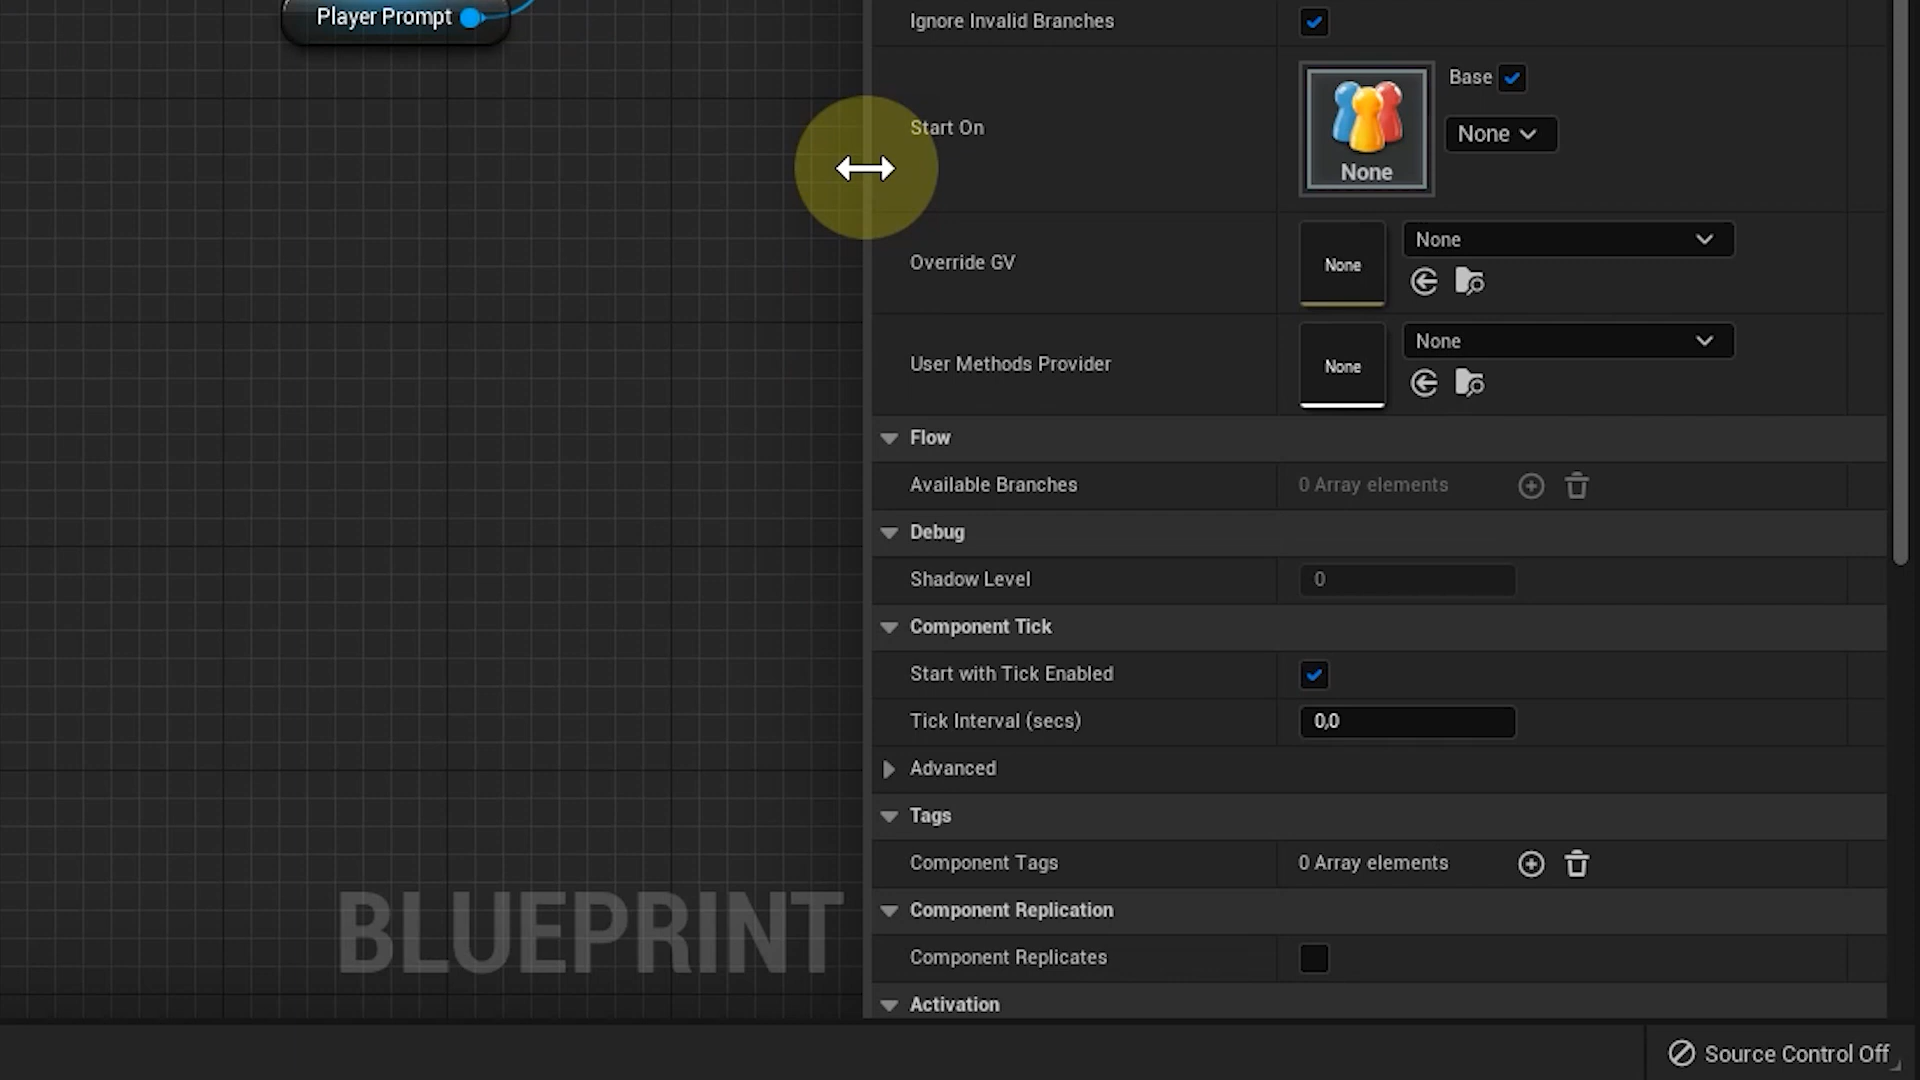 Player Prompt
Ignore Invalid Branches
Start On
None
Base
None
Override GV
None
None
User Methods Provider
None
None
Flow
Available Branches
0 Array elements
Debug
Shadow Level
0
Component Tick
Start with Tick Enabled
Tick Interval (secs)
0,0
Advanced
Tags
Component Tags
0 Array elements
Component Replication
Component Replicates
Activation
BLUEPRINT
Source Control Off